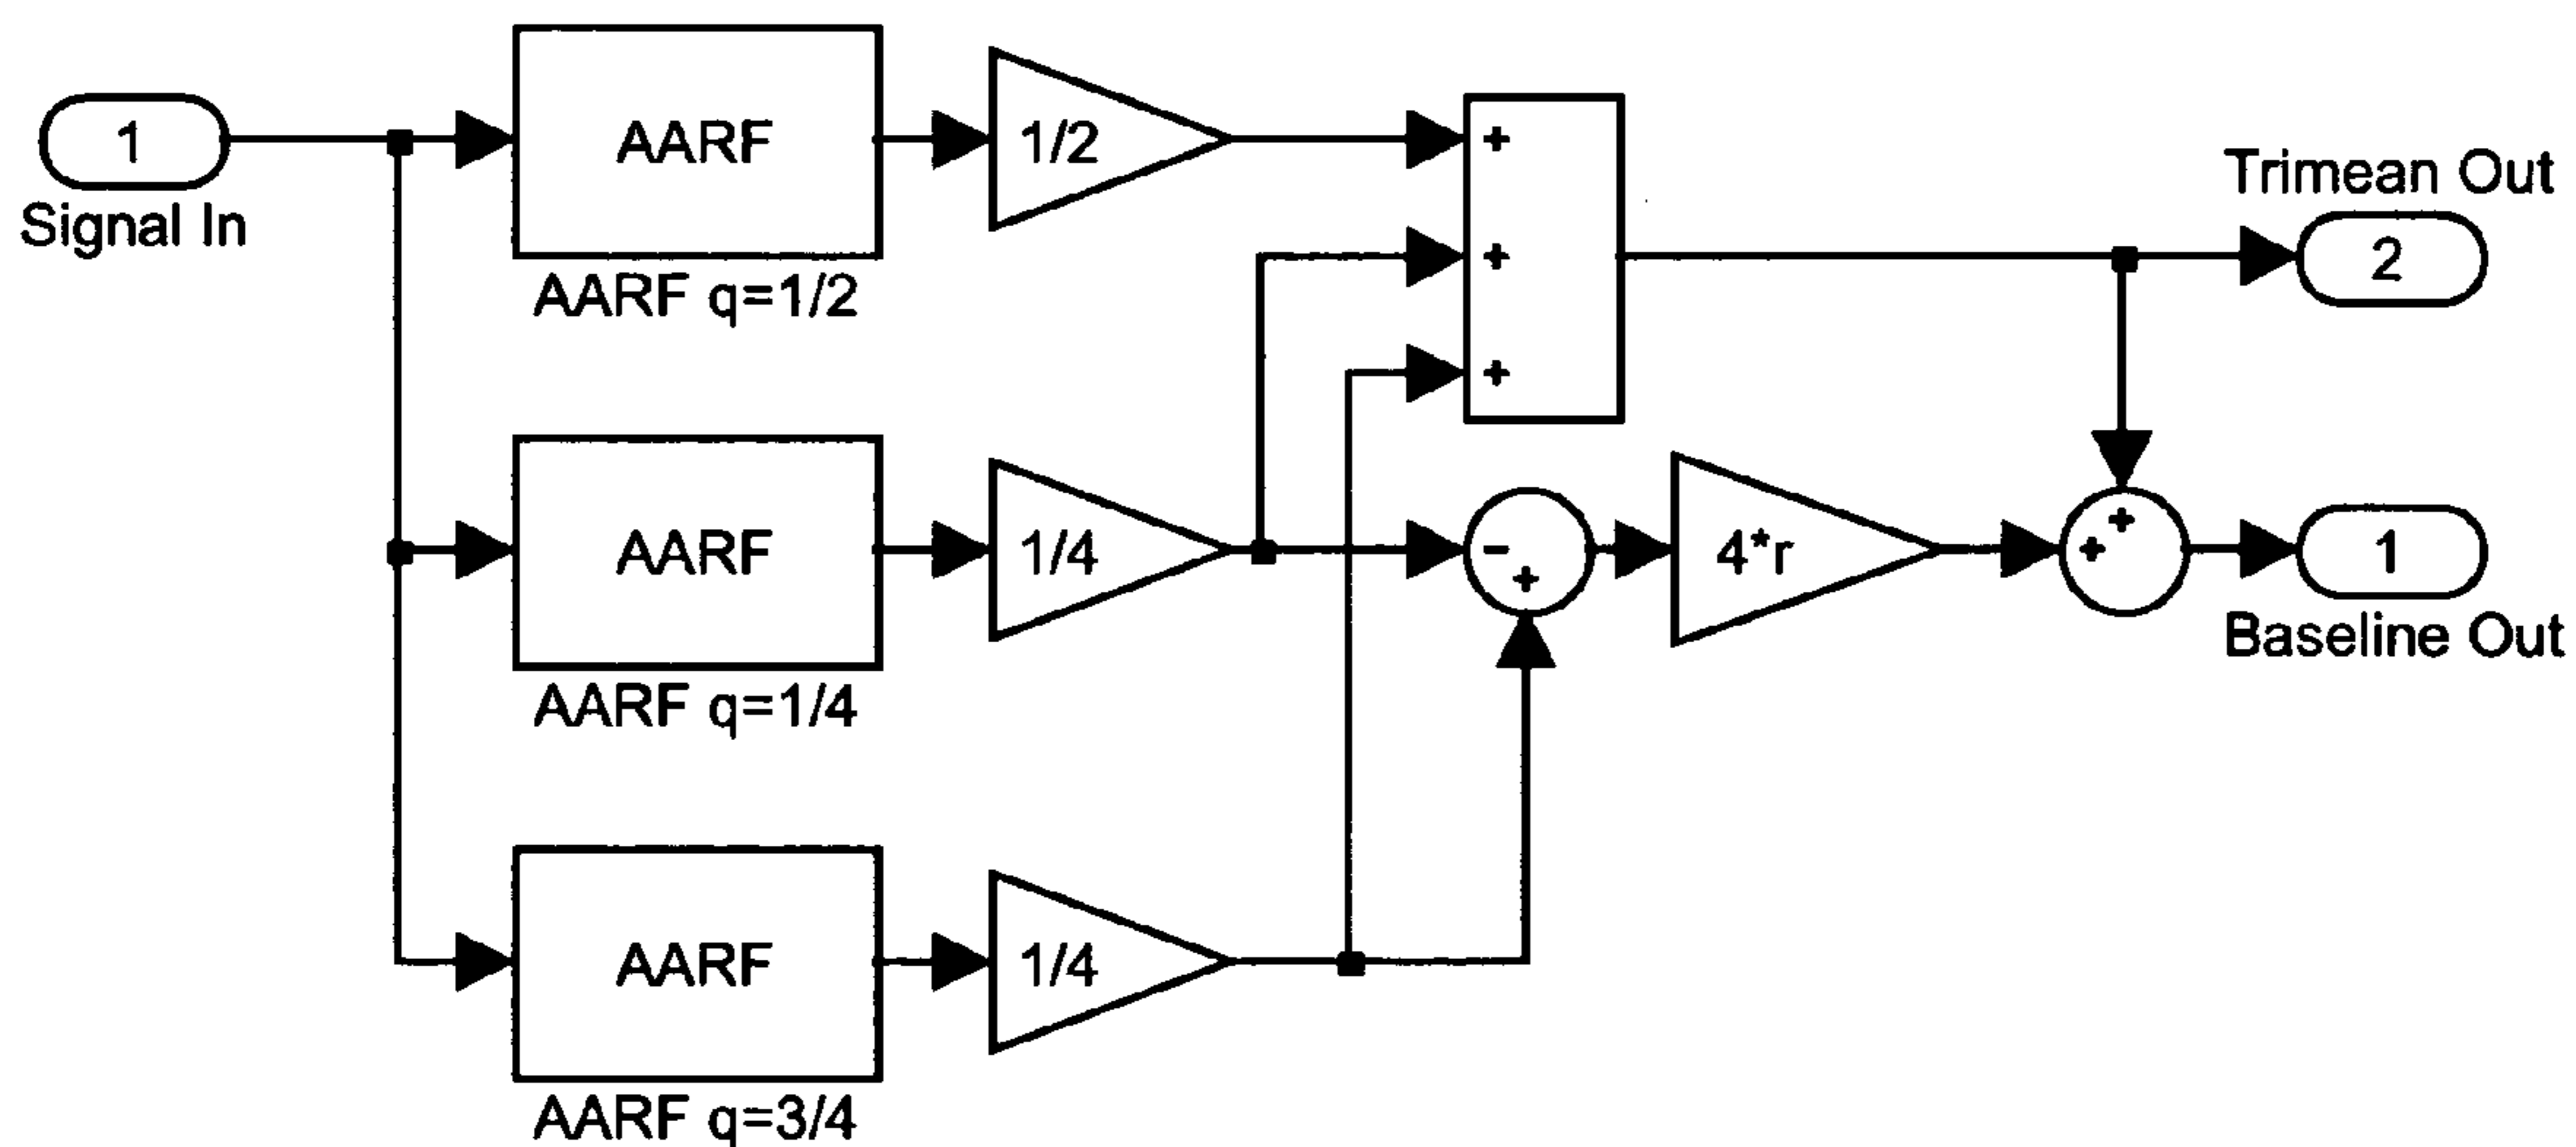 1
Signal In
AARF
AARF q=1/2
1/2
+
+
+
Trimean Out
2
AARF
AARF q=1/4
1/4
-
+
4*r
+
+
1
Baseline Out
AARF
AARF q=3/4
1/4